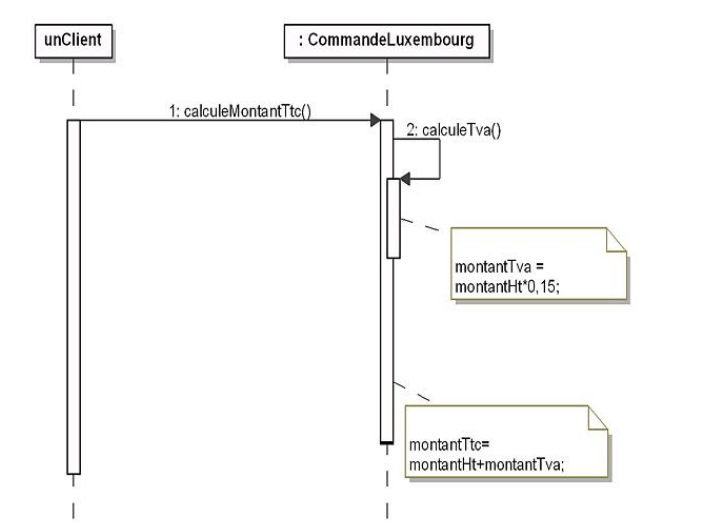 unClient
: CommandeLuxembourg
1: calculeMontantTtc()
2: calculeTva()
montantTva =
montantHt*0,15;
montantTtc=
montantHt+montantTva;